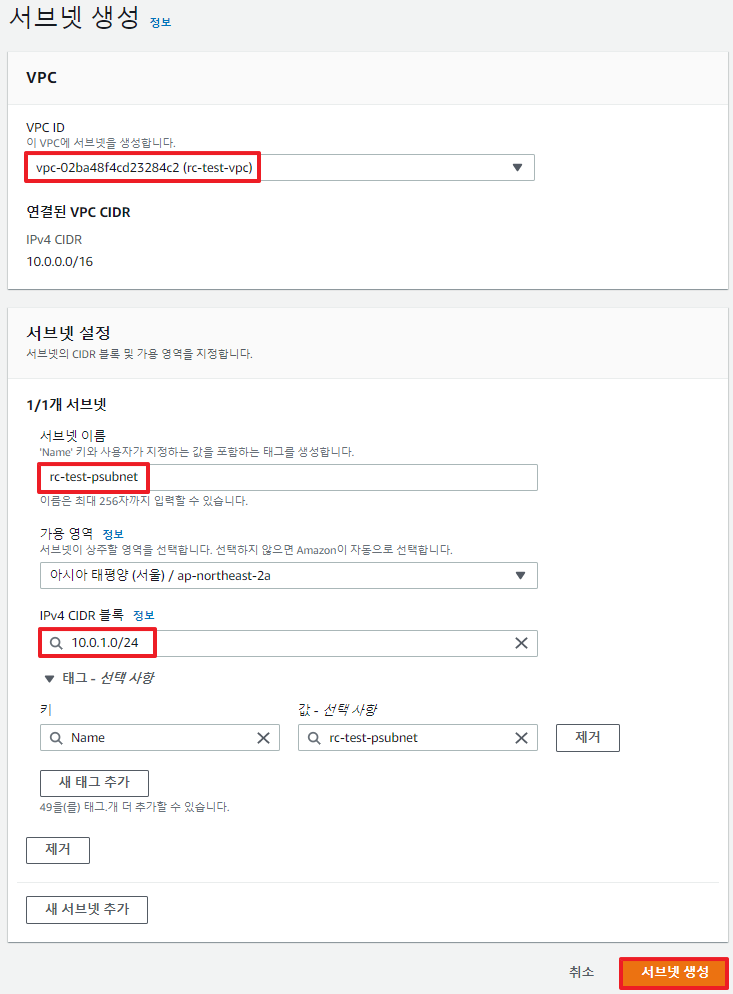 서브넷 생성 정보
VPC
VPC ID
이 VPC에 서브넷을 생성합니다.
vpc-02ba48f4cd23284c2 (rc-test-vpc)
연결된 VPC CIDR
IPv4 CIDR
10.0.0.0/16
서브넷 설정
서브넷의 CIDR 블록 및 가용 영역을 지정합니다.
1/1개 서브넷
서브넷 이름
'Name' 키와 사용자가 지정하는 값을 포함하는 태그를 생성합니다.
rc-test-psubnet
이름은 최대 256자까지 입력할 수 있습니다.
가용 영역 정보
서브넷이 상주할 영역을 선택합니다. 선택하지 않으면 Amazon이 자동으로 선택합니다.
아시아 태평양 (서울) / ap-northeast-2a
IPv4 CIDR 블록 정보
10.0.1.0/24
태그 - 선택 사항
키 값 - 선택 사항
Name rc-test-psubnet 제거
새 태그 추가
49을(를) 태그.개 더 추가할 수 있습니다.
제거
새 서브넷 추가
취소 서브넷 생성